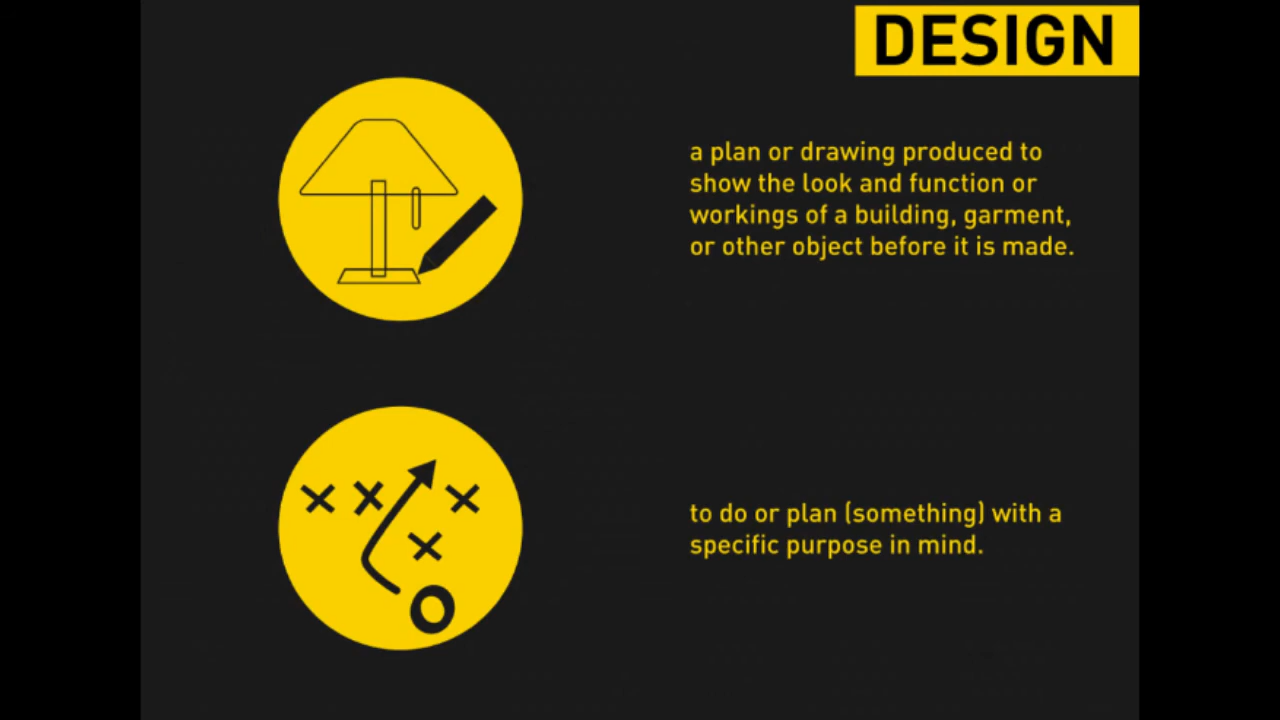 DESIGN
a plan or drawing produced to
show the look and function or
workings of a building, garment,
or other object before it is made.
to do or plan (something) with a
specific purpose in mind.